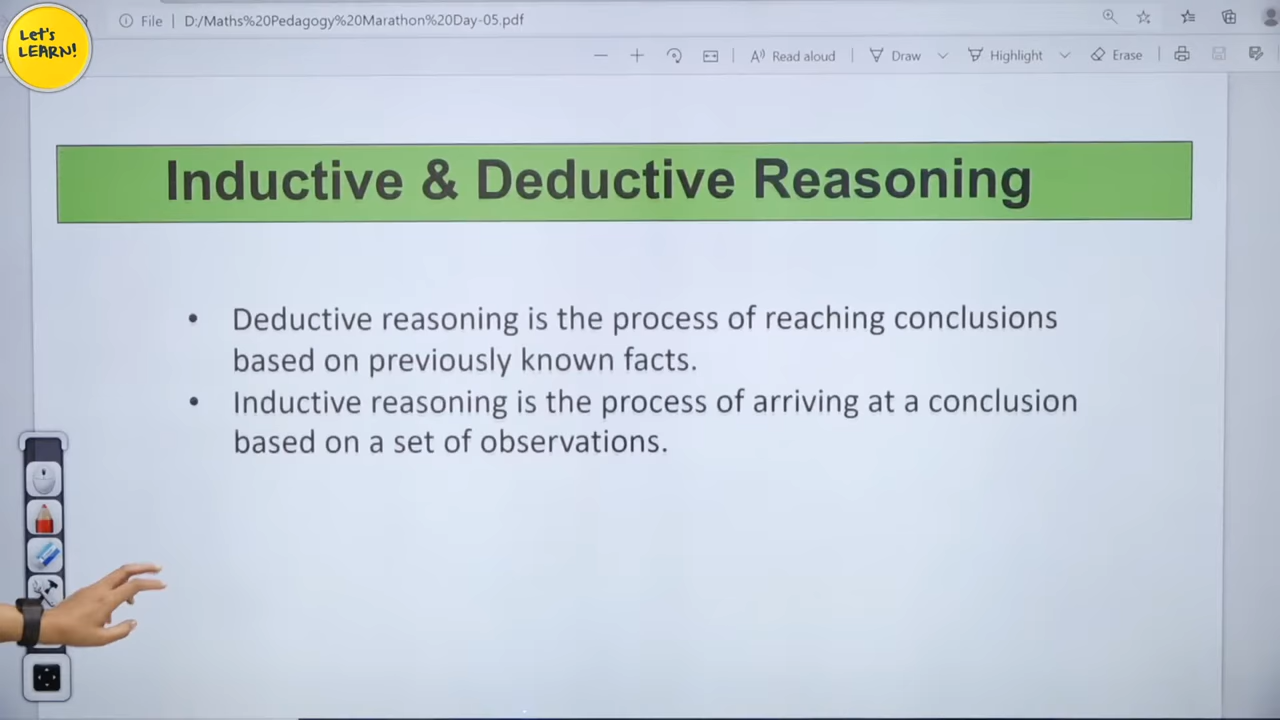 Let's
LEARN!
File | D:/Maths%20Pedagogy%20Marathon%20Day-05.pdf
Read aloud
Draw
Highlight
Erase
Inductive & Deductive Reasoning
• Deductive reasoning is the process of reaching conclusions
based on previously known facts.
• Inductive reasoning is the process of arriving at a conclusion
based on a set of observations.